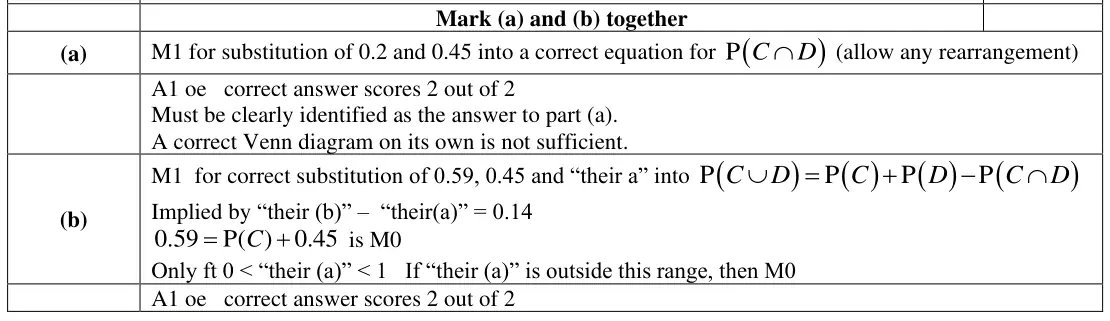 Mark (a) and (b) together
(a) M1 for substitution of 0.2 and 0.45 into a correct equation for P(C∩D) (allow any rearrangement)
A1 oe correct answer scores 2 out of 2
Must be clearly identified as the answer to part (a).
A correct Venn diagram on its own is not sufficient.
M1 for correct substitution of 0.59, 0.45 and “their a” into P(C∪D)=P(C)+P(D)−P(C∩D)
(b) Implied by “their (b)” – “their(a)” = 0.14
0.59=P(C)+0.45 is M0
Only ft 0 < “their (a)” < 1 If “their (a)” is outside this range, then M0
A1 oe correct answer scores 2 out of 2